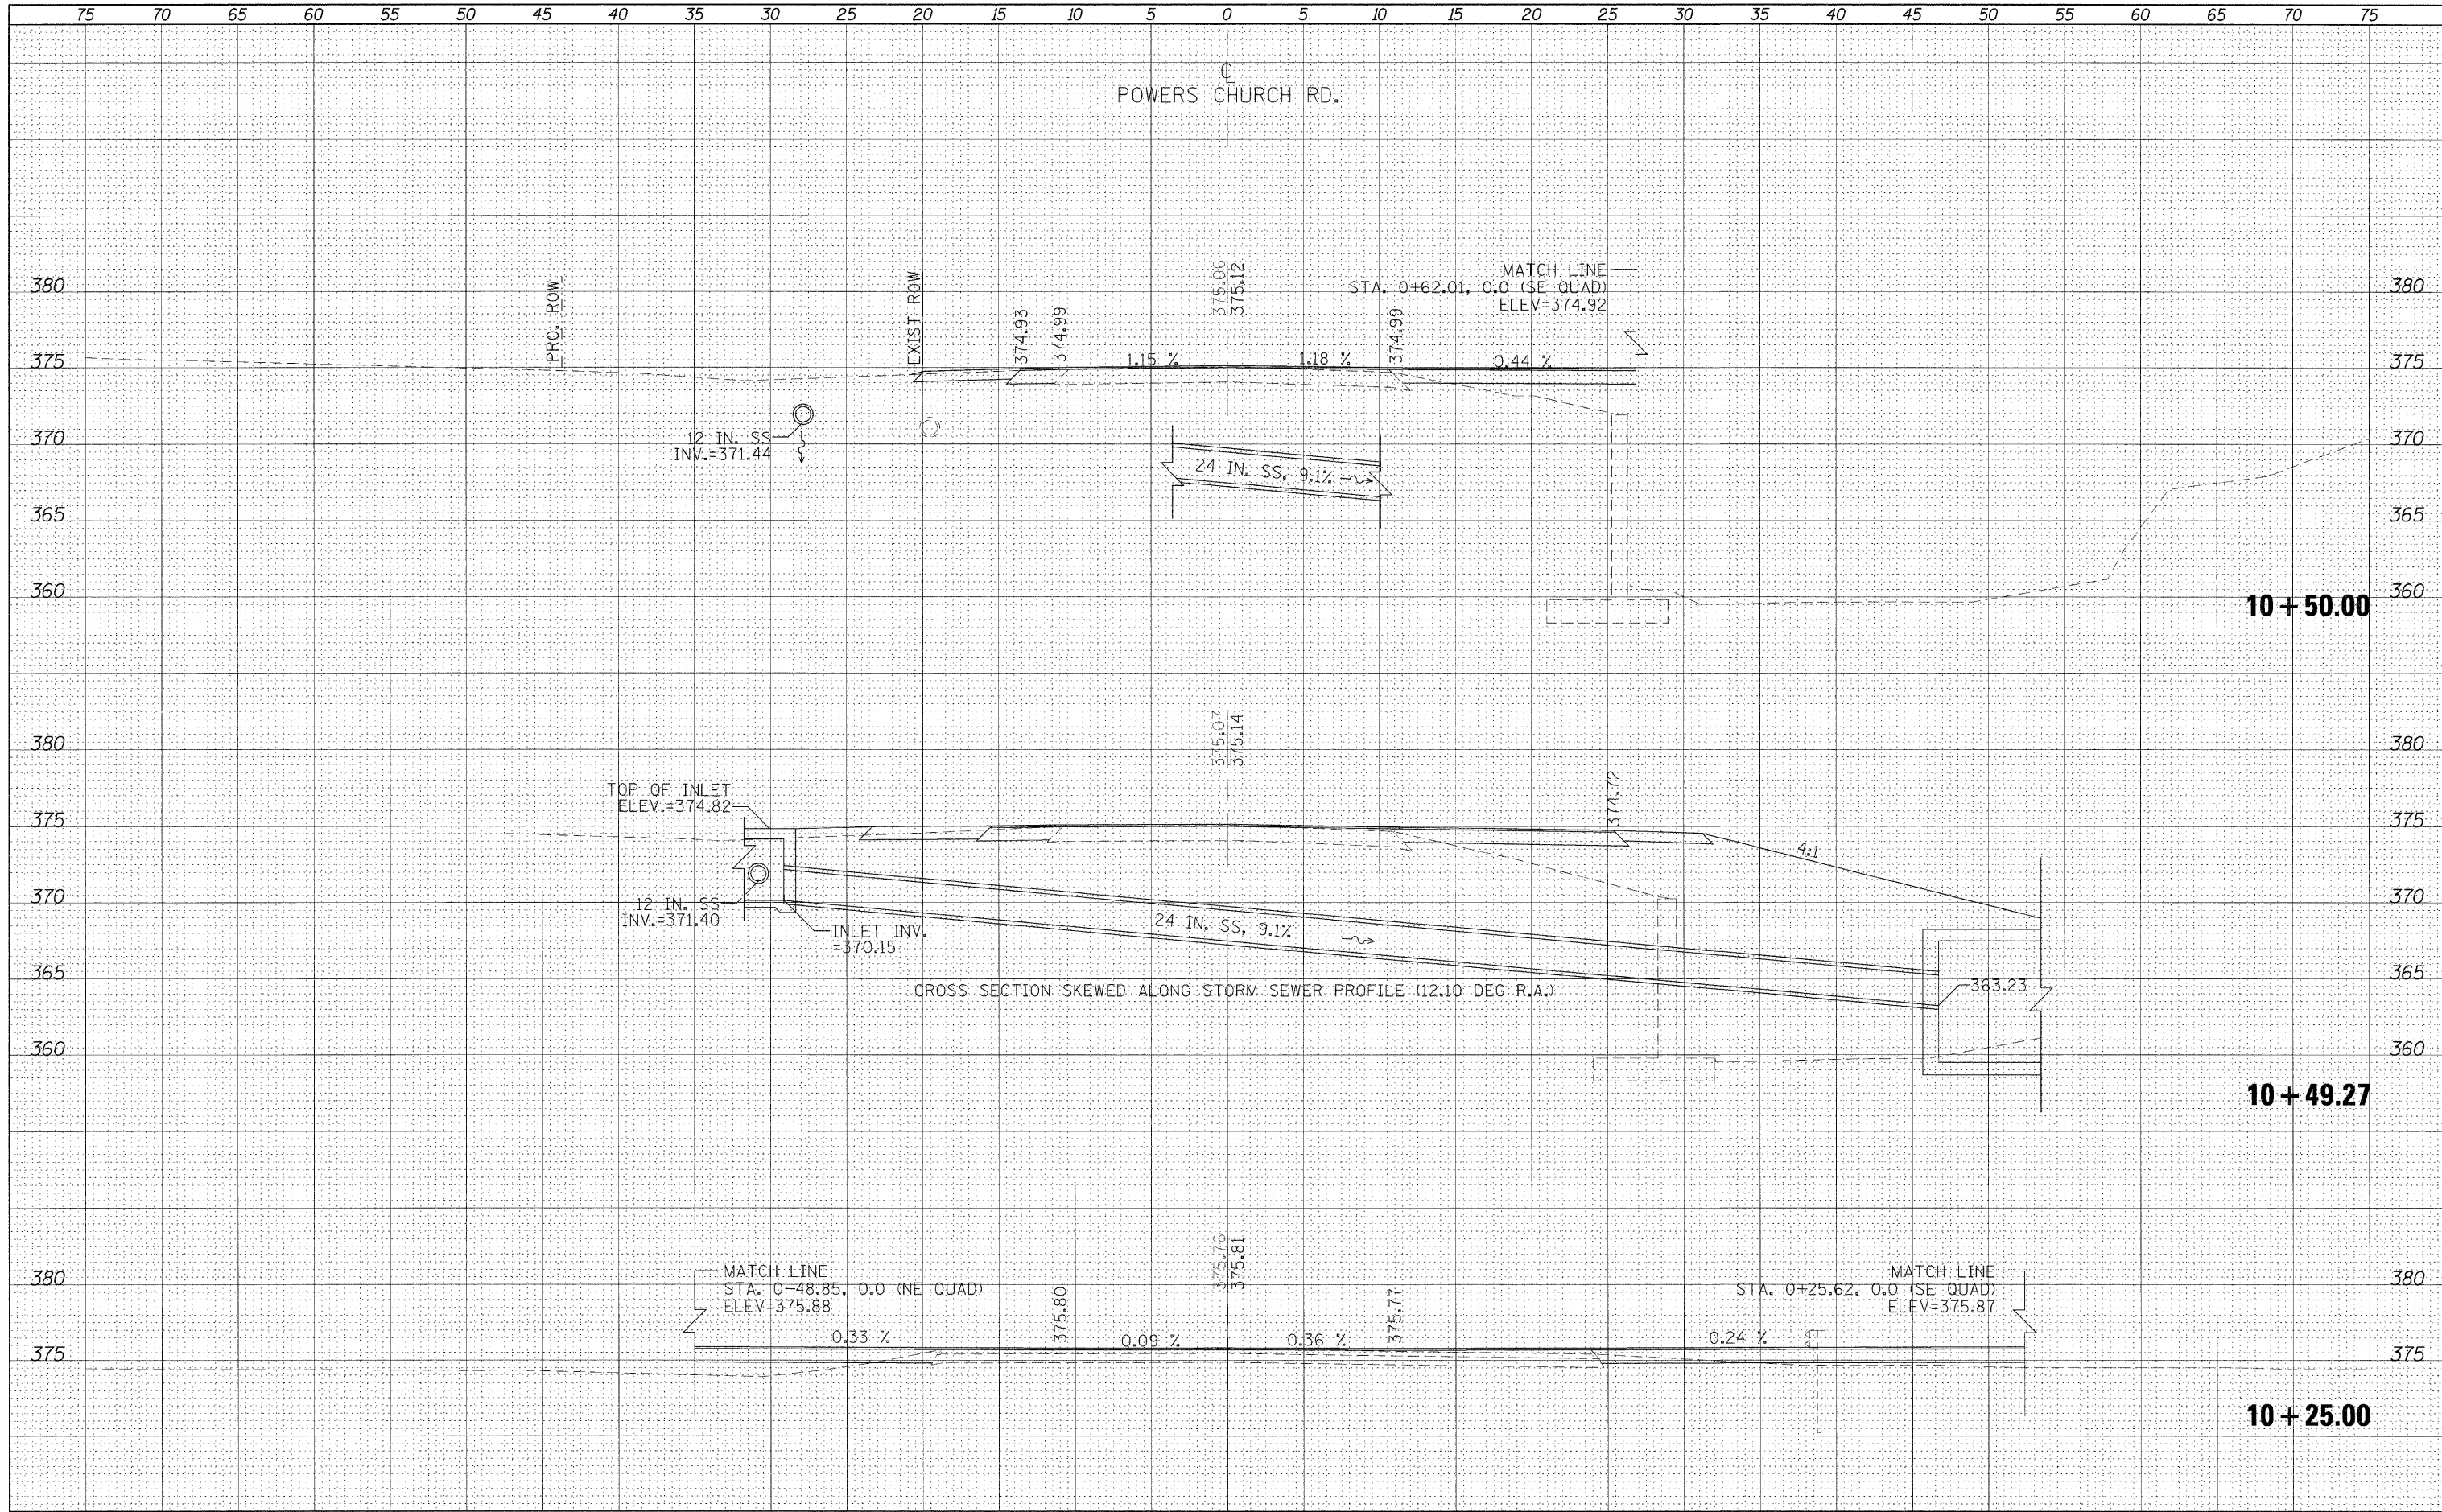 75 70 65 60 55 50 45 40 35 30 25 20 15 10 5 0 5 10 15 20 25 30 35 40 45 50 55 60 65 70 75
℄
POWERS CHURCH RD.
380
375
370
365
360
PRO. ROW
EXIST ROW
374.93
374.99
375.06
375.12
374.99
MATCH LINE
STA. 0+62.01, 0.0 (SE QUAD)
ELEV=374.92
1.15 %
1.18 %
0.44 %
12 IN. SS
INV.=371.44
24 IN. SS, 9.1%
380
375
370
365
360
10 + 50.00
380
375
370
365
360
375.07
375.14
374.72
TOP OF INLET
ELEV.=374.82
4:1
12 IN. SS
INV.=371.40
INLET INV.
=370.15
24 IN. SS, 9.1%
363.23
CROSS SECTION SKEWED ALONG STORM SEWER PROFILE (12.10 DEG R.A.)
380
375
370
365
360
10 + 49.27
380
375
MATCH LINE
STA. 0+48.85, 0.0 (NE QUAD)
ELEV=375.88
375.80
375.76
375.81
375.77
MATCH LINE
STA. 0+25.62, 0.0 (SE QUAD)
ELEV=375.87
0.33 %
0.09 %
0.36 %
0.24 %
380
375
10 + 25.00